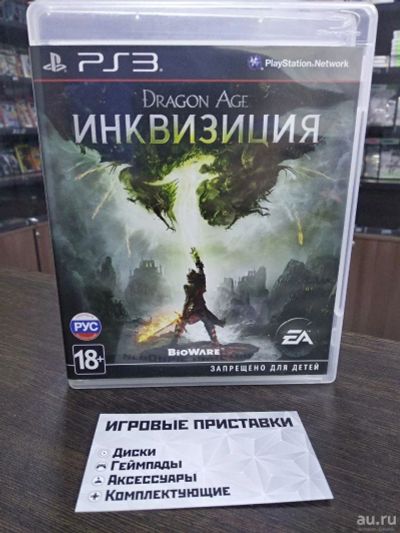 PS3
PlayStation®Network
DRAGON AGE
ИНКВИЗИЦИЯ
РУС
18+
BIOWARE
EA
ЗАПРЕЩЕНО ДЛЯ ДЕТЕЙ
ИГРОВЫЕ ПРИСТАВКИ
Диски
Геймпады
Аксессуары
Комплектующие
au.ru